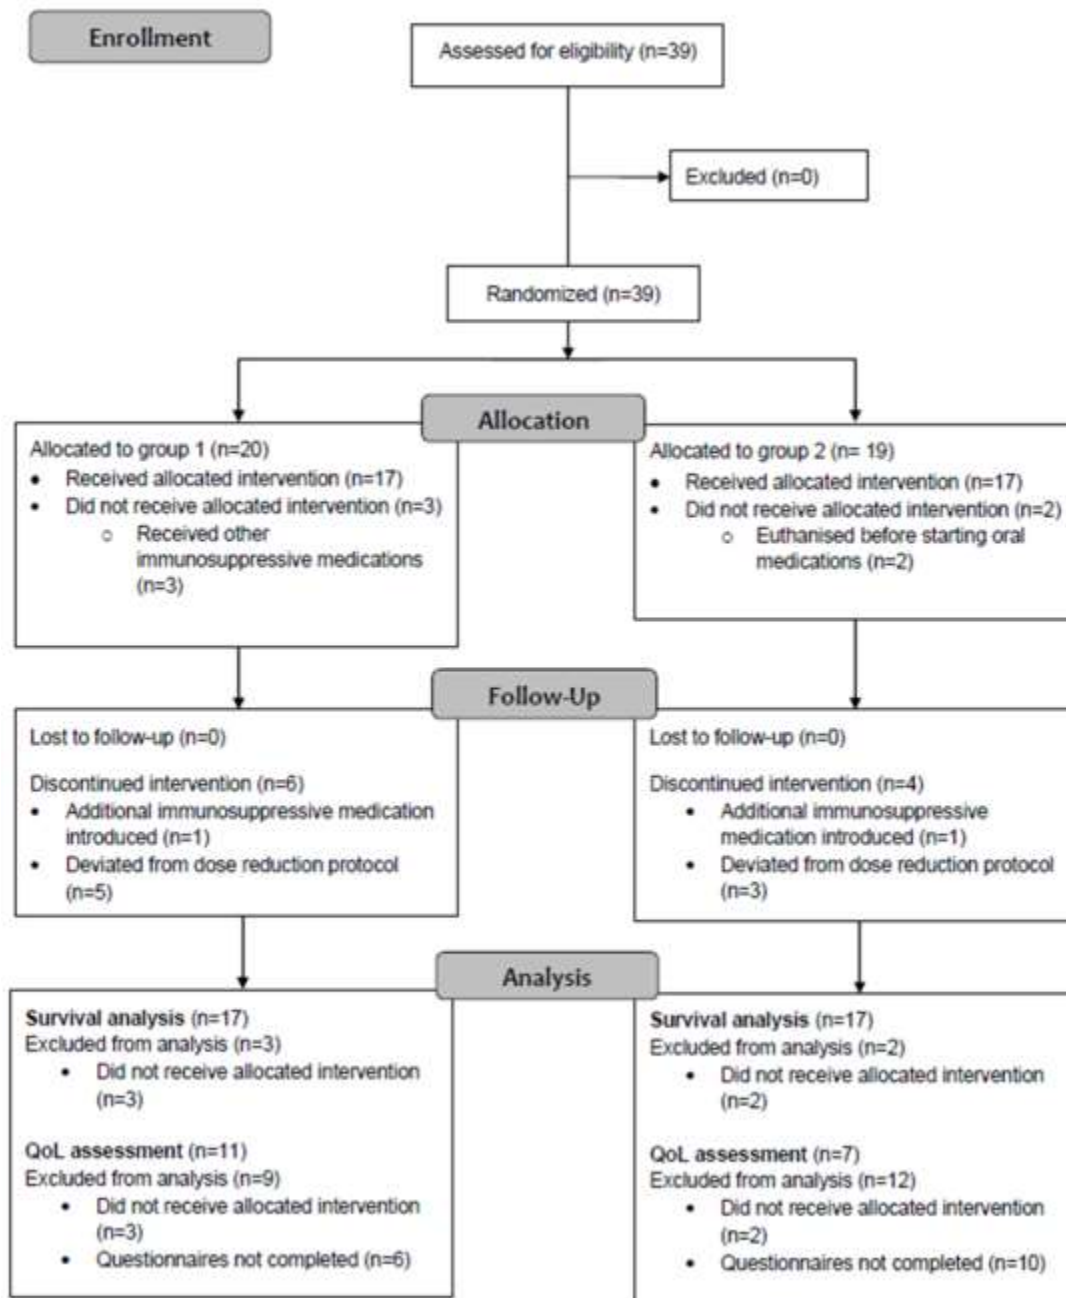 Enrollment
Assessed for eligibility (n=39)
Excluded (n=0)
Randomized (n=39)
Allocation
Allocated to group 1 (n=20)
• Received allocated intervention (n=17)
• Did not receive allocated intervention (n=3)
o Received other
immunosuppressive medications
(n=3)
Allocated to group 2 (n= 19)
• Received allocated intervention (n=17)
• Did not receive allocated intervention (n=2)
o Euthanised before starting oral
medications (n=2)
Follow-Up
Lost to follow-up (n=0)
Discontinued intervention (n=6)
• Additional immunosuppressive medication
introduced (n=1)
• Deviated from dose reduction protocol
(n=5)
Lost to follow-up (n=0)
Discontinued intervention (n=4)
• Additional immunosuppressive
medication introduced (n=1)
• Deviated from dose reduction protocol
(n=3)
Analysis
Survival analysis (n=17)
Excluded from analysis (n=3)
• Did not receive allocated intervention
(n=3)
QoL assessment (n=11)
Excluded from analysis (n=9)
• Did not receive allocated intervention
(n=3)
• Questionnaires not completed (n=6)
Survival analysis (n=17)
Excluded from analysis (n=2)
• Did not receive allocated intervention
(n=2)
QoL assessment (n=7)
Excluded from analysis (n=12)
• Did not receive allocated intervention
(n=2)
• Questionnaires not completed (n=10)